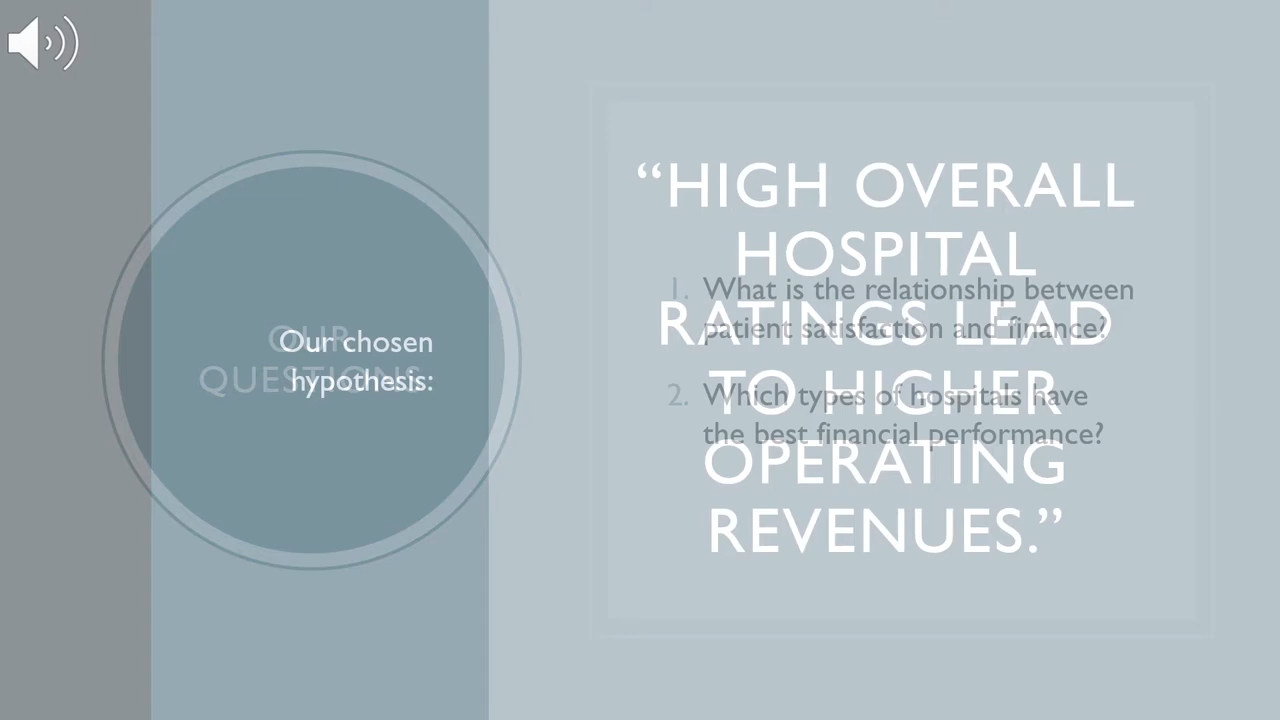 OUR
QUESTIONS
Our chosen
hypothesis:
“HIGH OVERALL
HOSPITAL
RATINGS LEAD
TO HIGHER
OPERATING
REVENUES.”
1. What is the relationship between
patient satisfaction and finance?
2. Which types of hospitals have
the best financial performance?